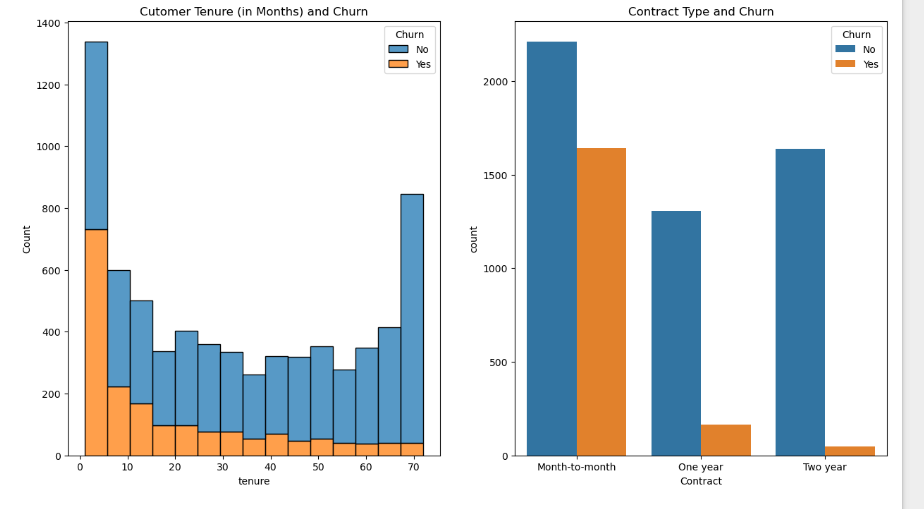 Cutomer Tenure (in Months) and Churn
1400
1200
1000
800
600
400
200
0
Count
0 10 20 30 40 50 60 70
tenure
Churn
No
Yes
Contract Type and Churn
2000
1500
1000
500
0
count
Month-to-month One year Two year
Contract
Churn
No
Yes